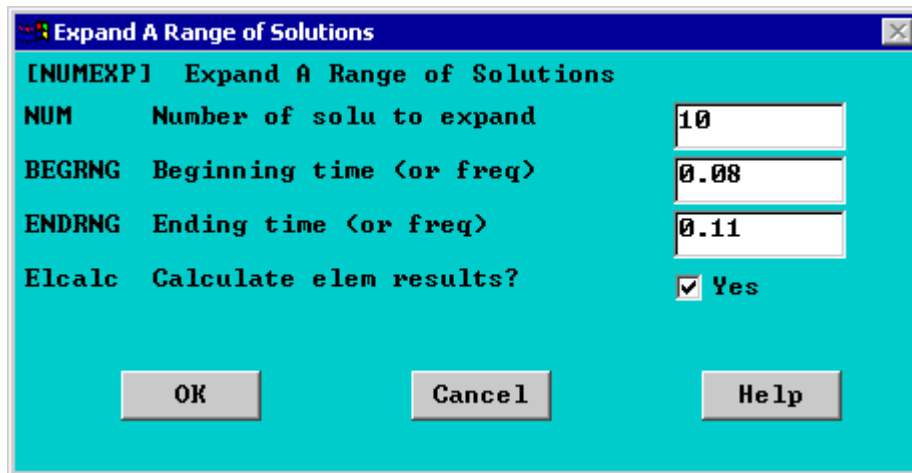 Expand A Range of Solutions
[NUMEXP] Expand A Range of Solutions
NUM Number of solu to expand 10
BEGRNG Beginning time (or freq) 0.08
ENDRNG Ending time (or freq) 0.11
Elcalc Calculate elem results? Yes
OK Cancel Help